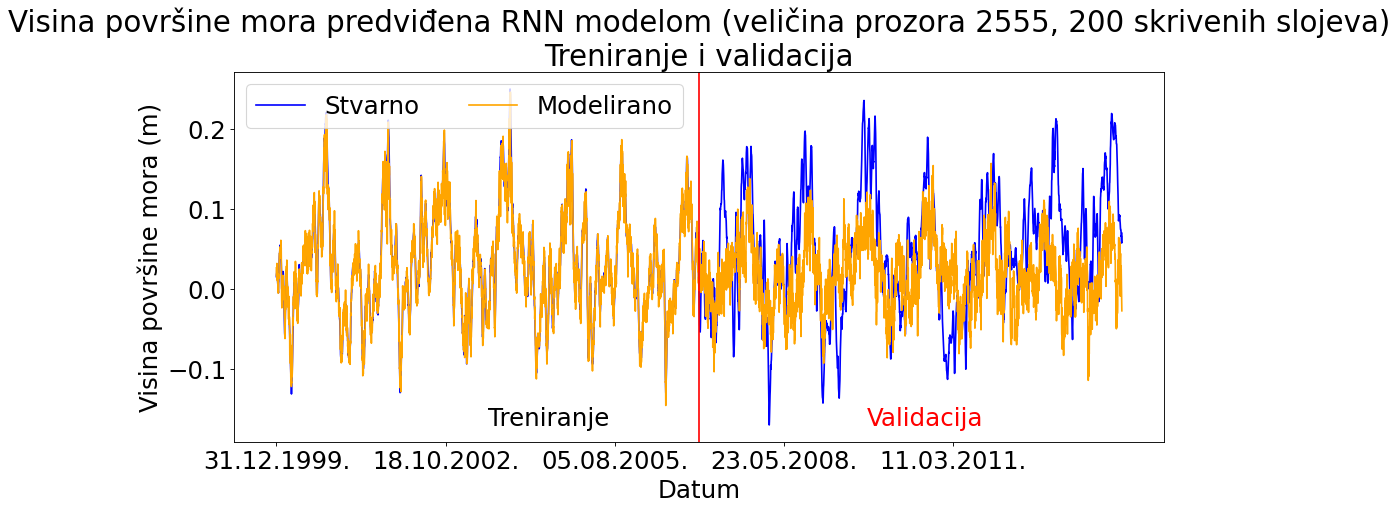 Visina površine mora predviđena RNN modelom (veličina prozora 2555, 200 skrivenih slojeva)
Treniranje i validacija
Stvarno Modelirano
Visina površine mora (m)
0.2
0.1
0.0
−0.1
Treniranje Validacija
31.12.1999. 18.10.2002. 05.08.2005. 23.05.2008. 11.03.2011.
Datum